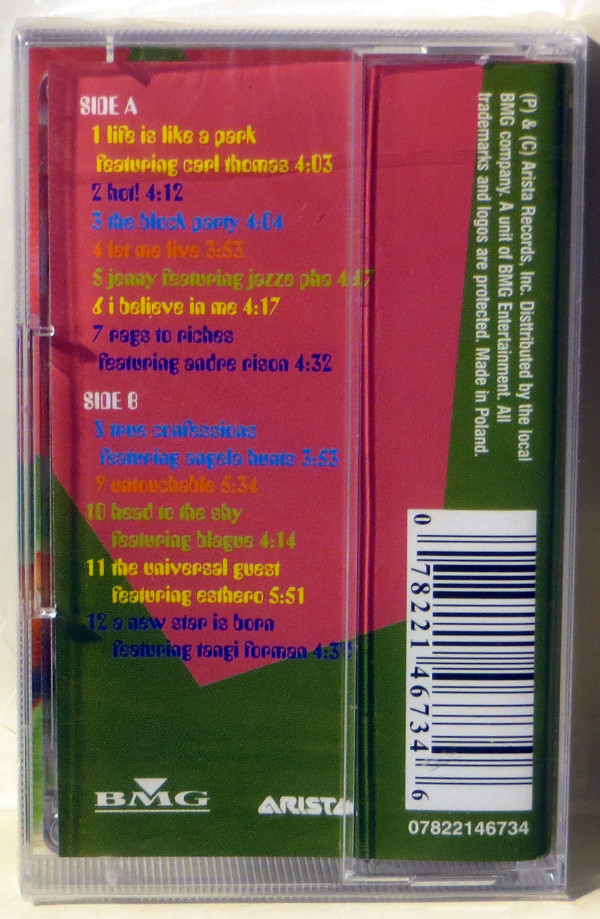 SIDE A
1 life is like a park
featuring carl thomas 4:03
2 hot! 4:12
3 the block party 4:04
4 let me live 3:53
5 jenny featuring jazze pha 4:17
6 i believe in me 4:17
7 rags to riches
featuring andre rison 4:32
SIDE B
8 true confessions
featuring angela hunte 3:53
9 untouchable 5:34
10 head to the sky
featuring blaque 4:14
11 the universal quest
featuring esthero 5:51
12 a new star is born
featuring tangi forman
BMG
ARISTA
(P) & (C) Arista Records, Inc. Disttributed by the local
BMG company. A unit of BMG Entertainment. All
trademarks and logos are protected. Made in Poland.
0 78221 46734 6
07822146734